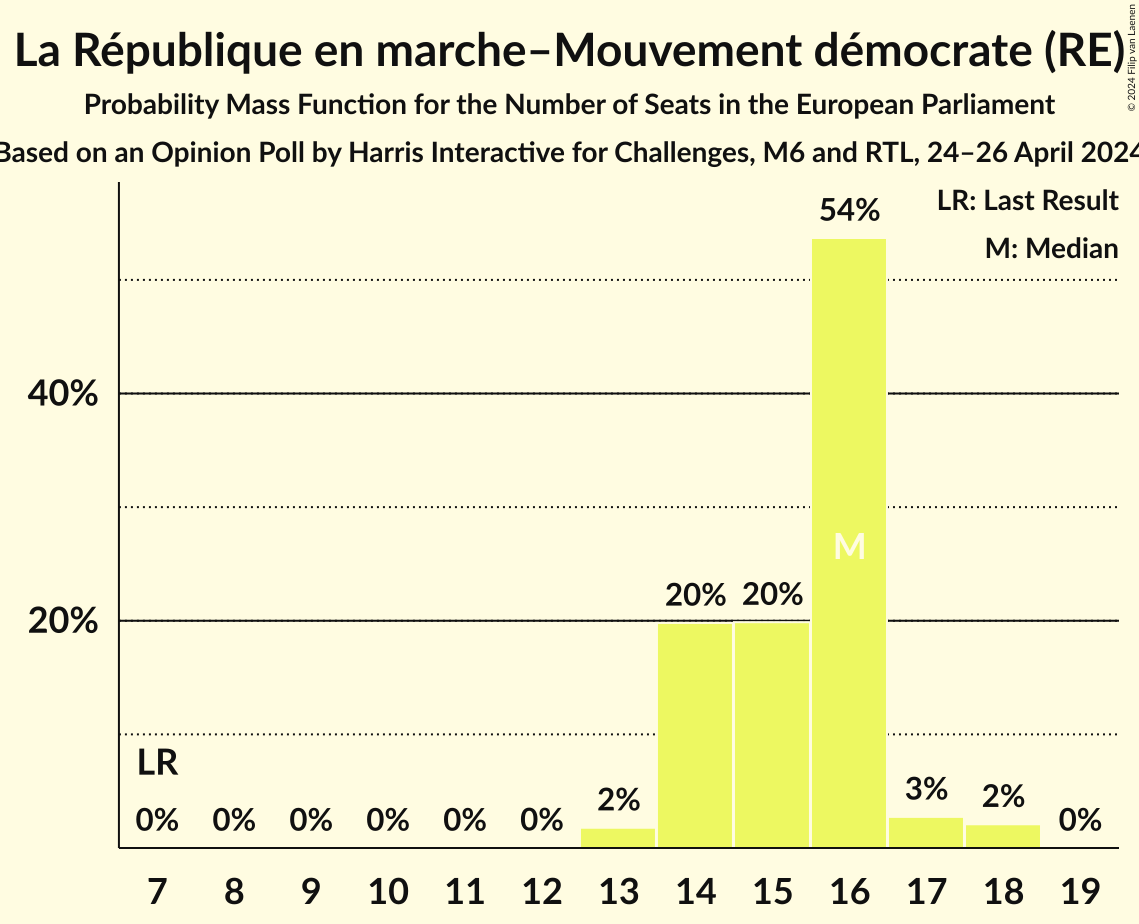 La République en marche–Mouvement démocrate (RE)
© 2024 Filip van Laenen
Probability Mass Function for the Number of Seats in the European Parliament
Based on an Opinion Poll by Harris Interactive for Challenges, M6 and RTL, 24–26 April 2024
LR: Last Result
M: Median
54%
40%
M
20% 20%
20%
LR
0% 0% 0% 0% 0% 0% 2% 3% 2% 0%
7 8 9 10 11 12 13 14 15 16 17 18 19